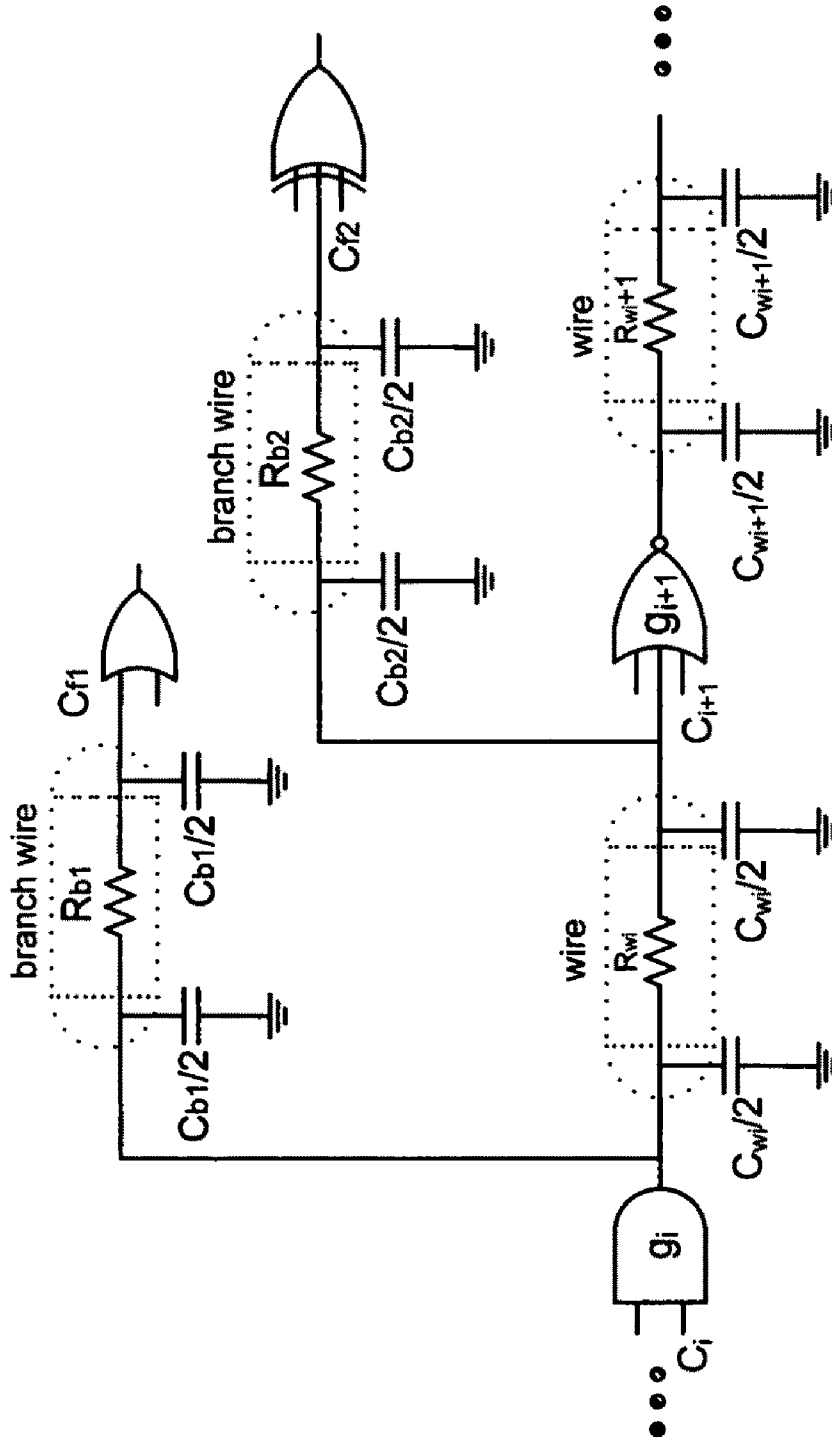 branch wire
Rb1
Cf1
Cb1/2
Cb1/2
branch wire
Rb2
Cf2
Cb2/2
Cb2/2
wire
Rwi
wire
Rwi+1
gi
gi+1
Ci
Ci+1
Cwi/2
Cwi/2
Cwi+1/2
Cwi+1/2